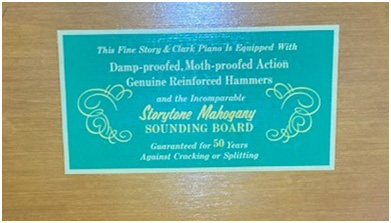 This Fine Story & Clark Piano Is Equipped With
Damp-proofed, Moth-proofed Action
Genuine Reinforced Hammers
and the Incomparable
Storytone Mahogany
SOUNDING BOARD
Guaranteed for 50 Years
Against Cracking or Splitting